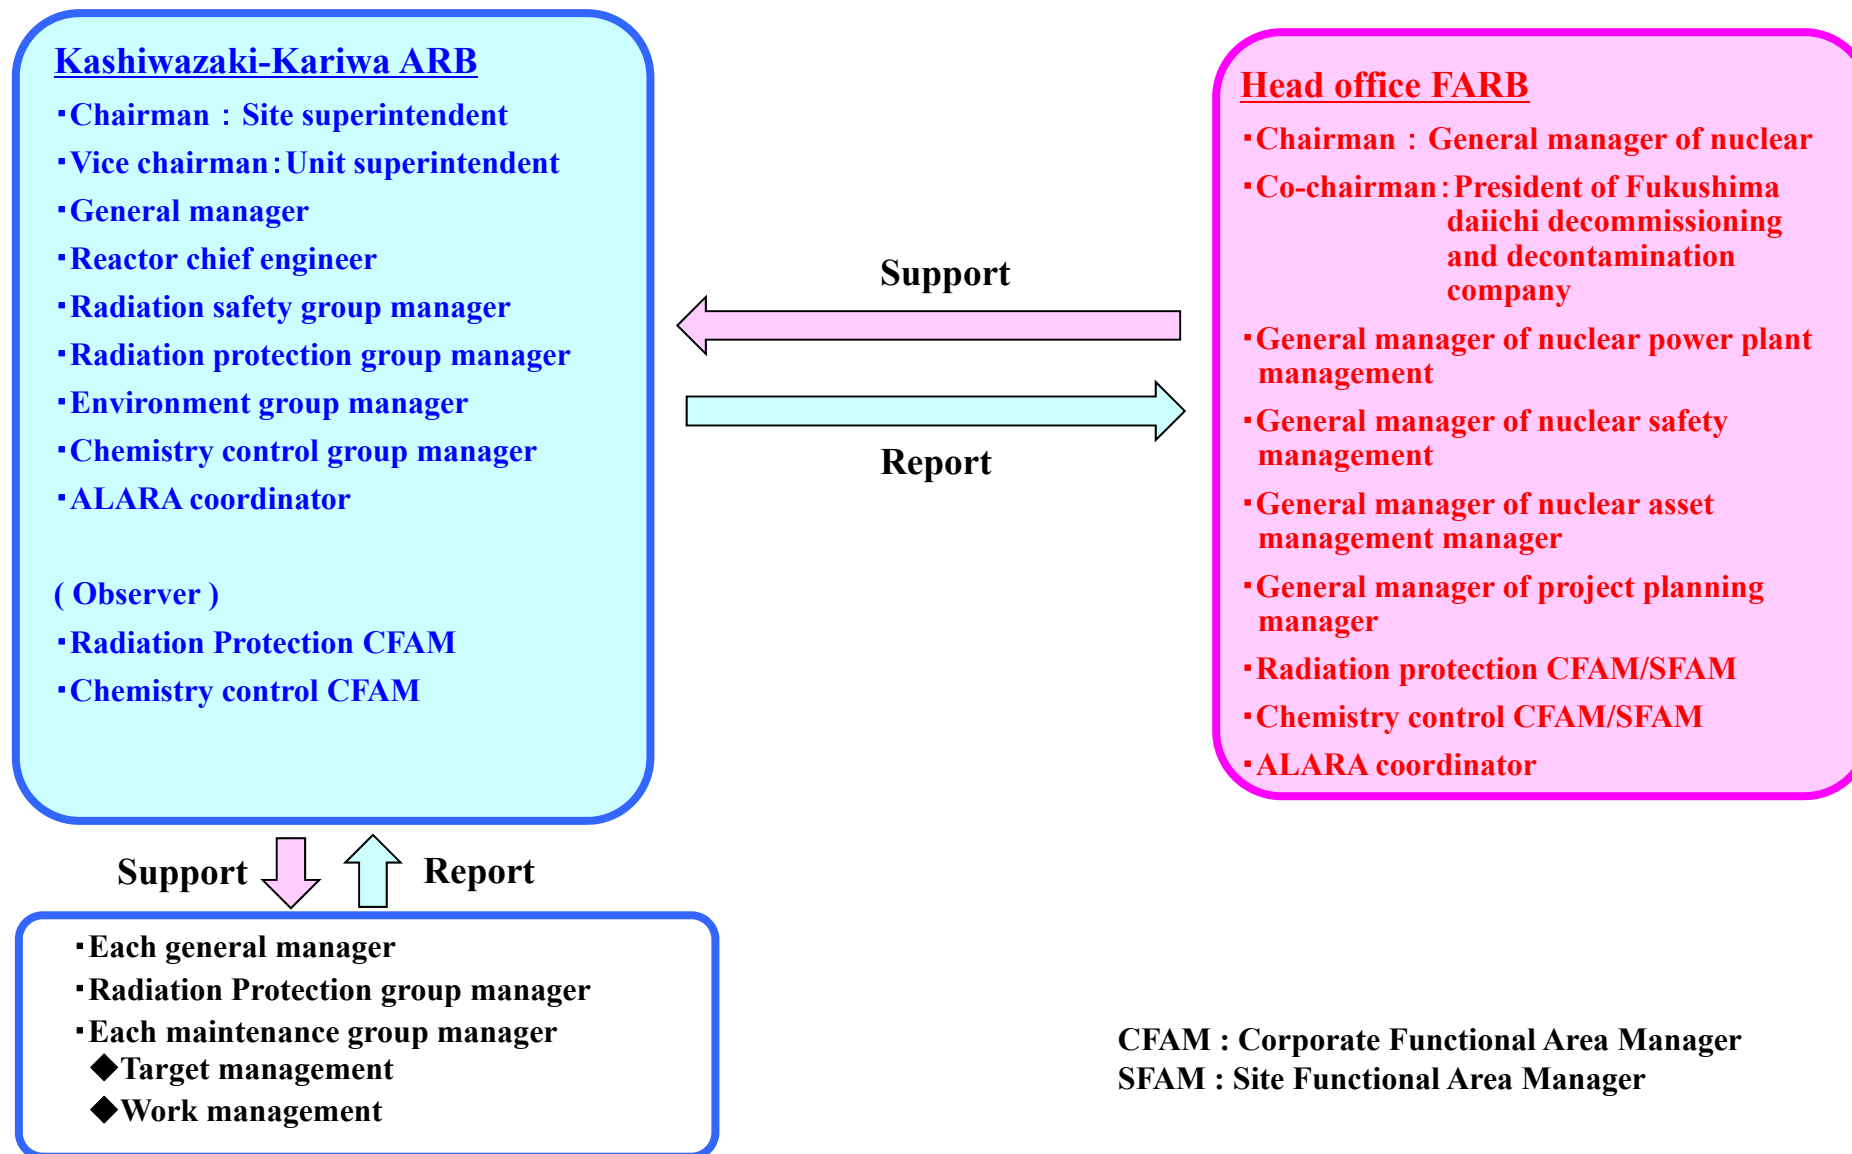 Kashiwazaki-Kariwa ARB
・Chairman：Site superintendent
・Vice chairman：Unit superintendent
・General manager
・Reactor chief engineer
・Radiation safety group manager
・Radiation protection group manager
・Environment group manager
・Chemistry control group manager
・ALARA coordinator
( Observer )
・Radiation Protection CFAM
・Chemistry control CFAM
Support
Report
Head office FARB
・Chairman：General manager of nuclear
・Co-chairman：President of Fukushima
daiichi decommissioning
and decontamination
company
・General manager of nuclear power plant
management
・General manager of nuclear safety
management
・General manager of nuclear asset
management manager
・General manager of project planning
manager
・Radiation protection CFAM/SFAM
・Chemistry control CFAM/SFAM
・ALARA coordinator
Support
Report
・Each general manager
・Radiation Protection group manager
・Each maintenance group manager
◆Target management
◆Work management
CFAM : Corporate Functional Area Manager
SFAM : Site Functional Area Manager